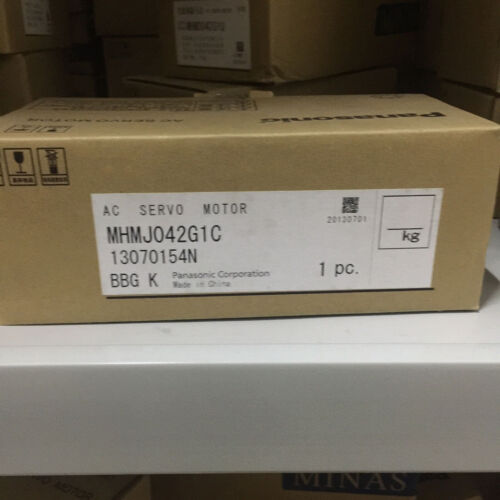 Panasonic
AC SERVO MOTOR
AC SERVO MOTOR
20130701
MHMJ042G1C
kg
13070154N
BBG K Panasonic Corporation
Made in China
1 pc.
MINAS